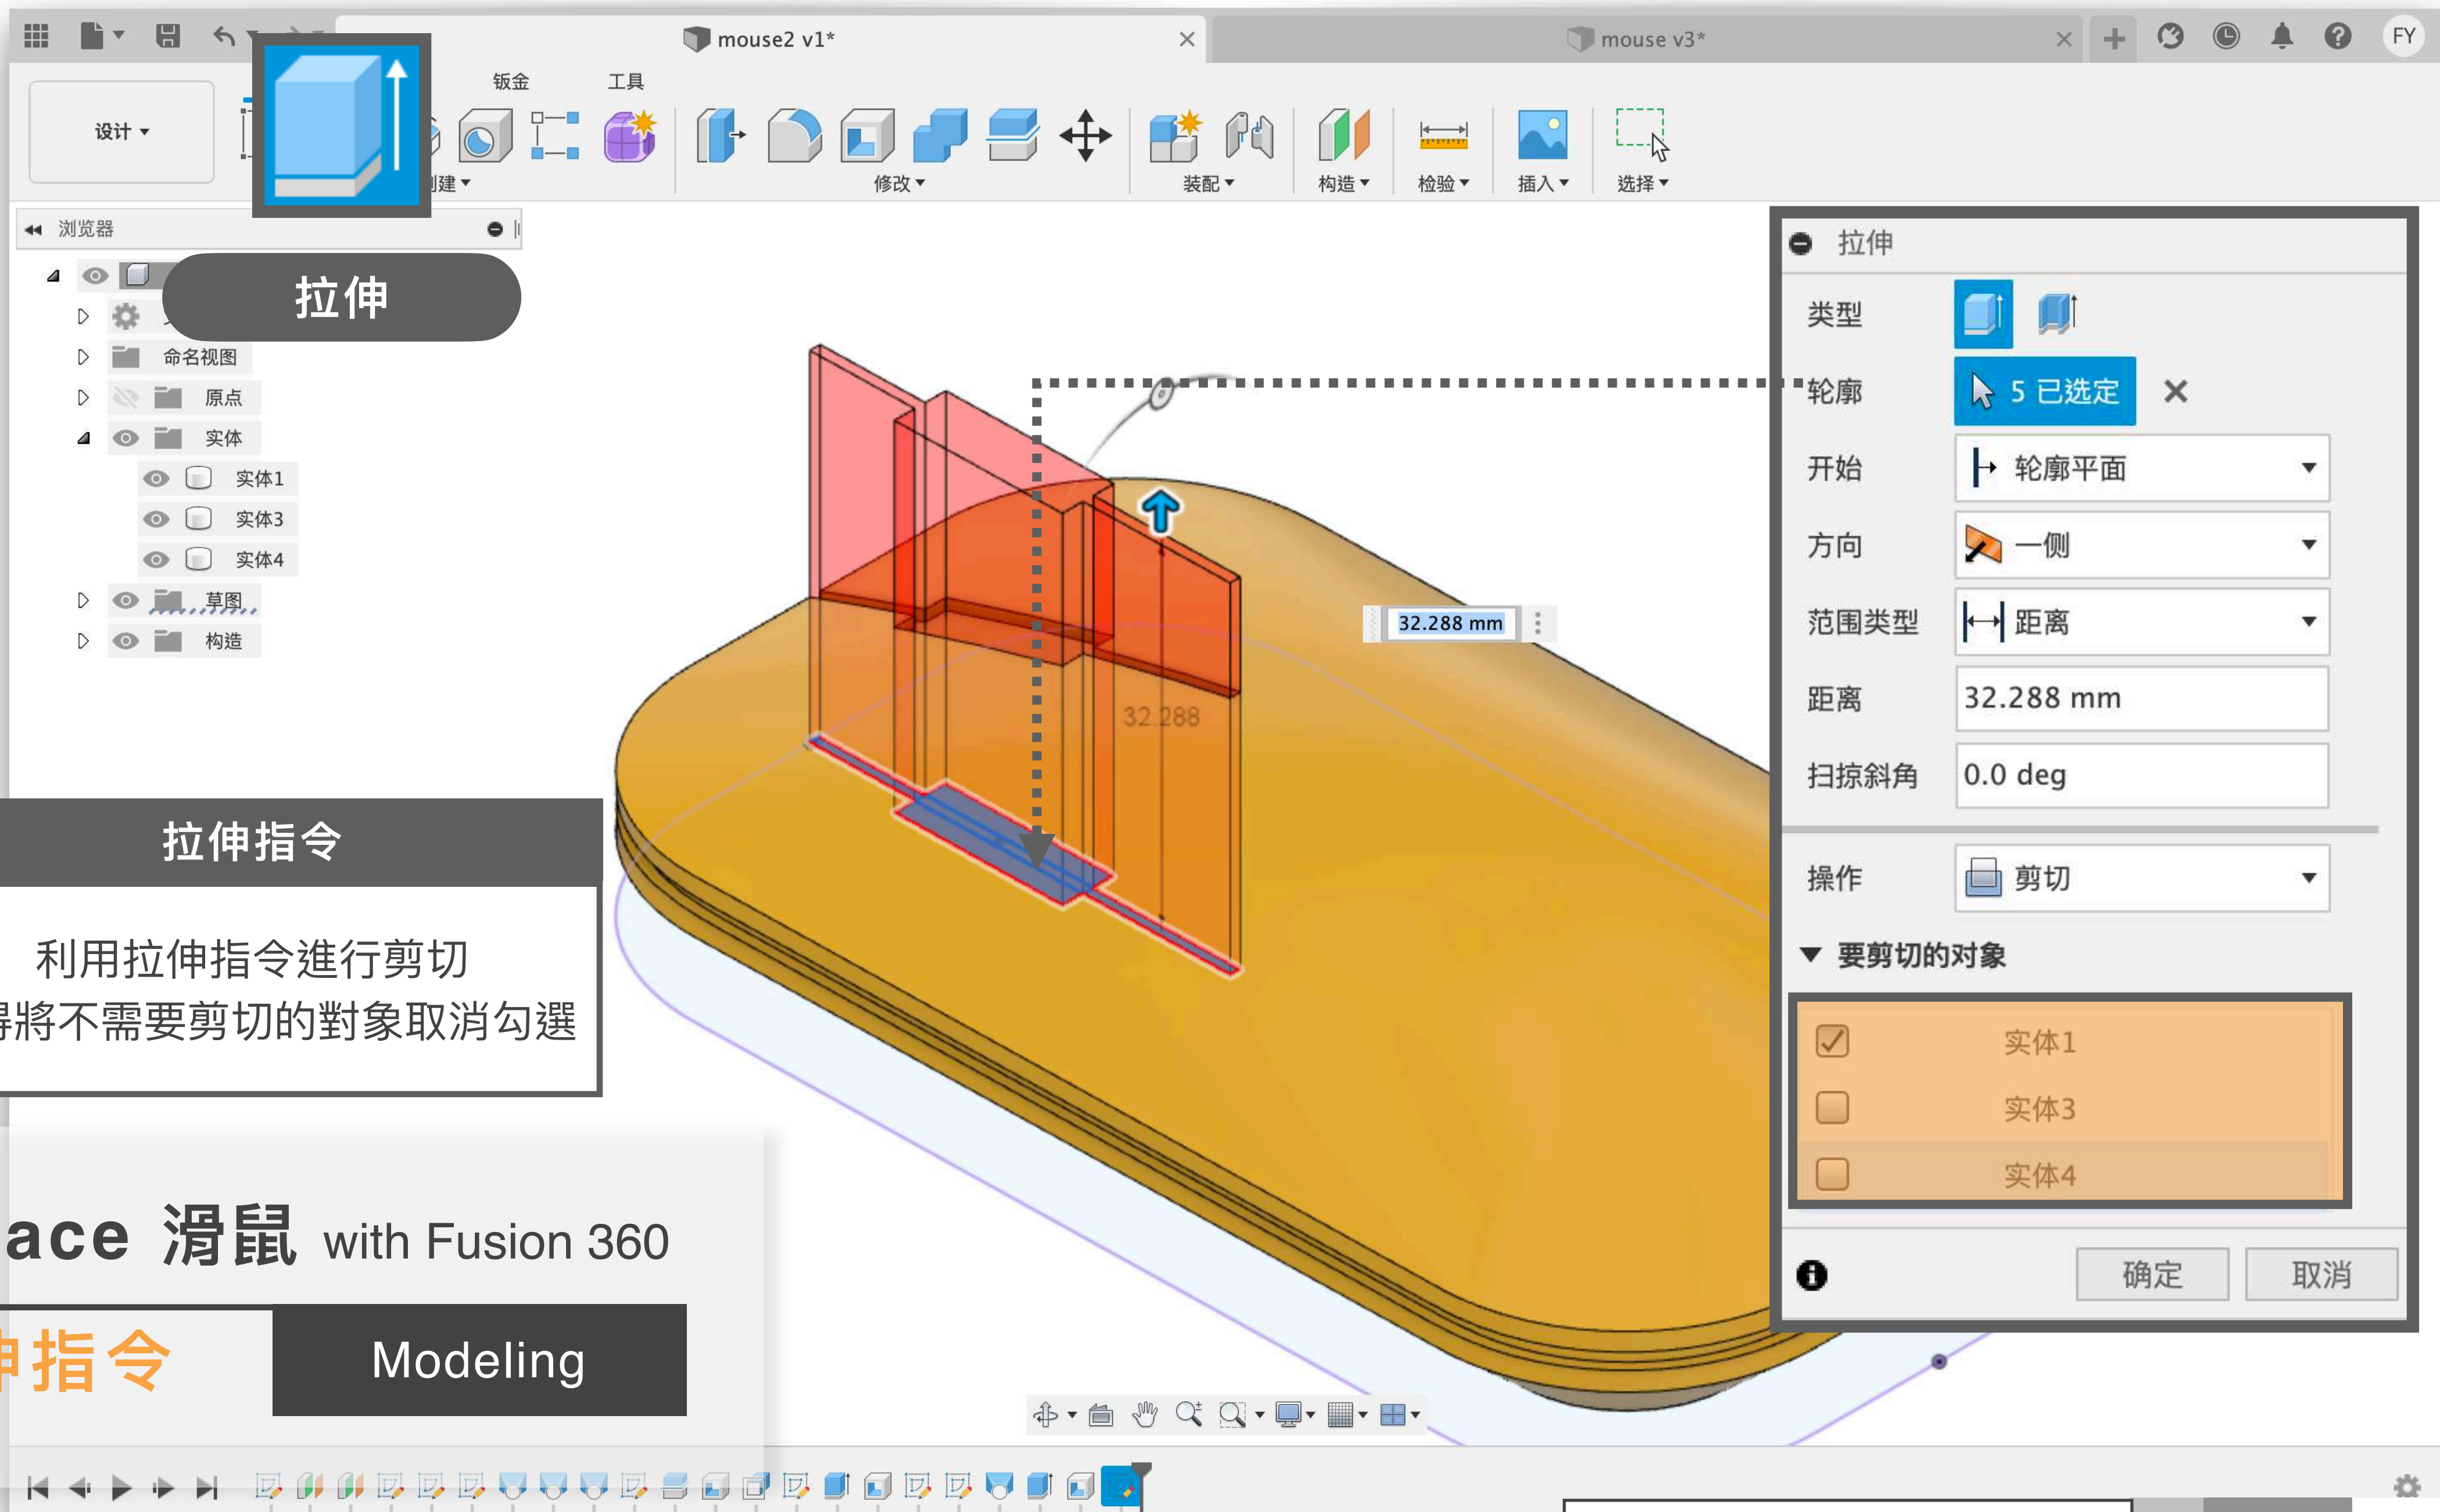 mouse2 v1*
mouse v3*
FY
钣金
工具
设计
修改
装配
构造
检验
插入
选择
浏览器
拉伸
命名视图
原点
实体
实体1
实体3
实体4
草图
构造
拉伸指令
利用拉伸指令進行剪切
將不需要剪切的對象取消勾選
ace 滑鼠 with Fusion 360
指令
Modeling
32.288 mm
32.288
拉伸
类型
轮廓
5 已选定
开始
轮廓平面
方向
一侧
范围类型
距离
距离
32.288 mm
扫掠斜角
0.0 deg
操作
剪切
要剪切的对象
实体1
实体3
实体4
确定
取消